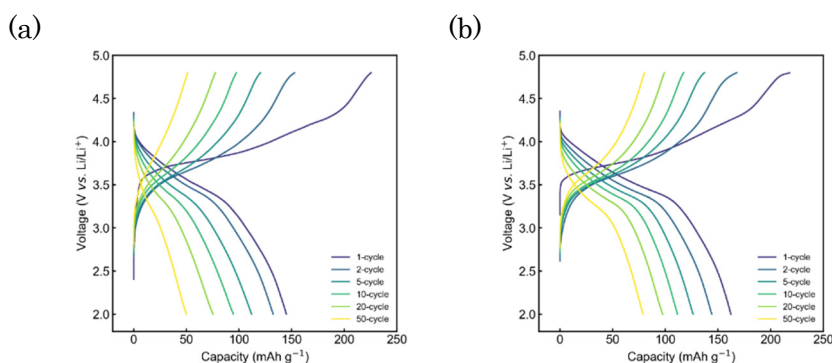 (a)
5.0
4.5
4.0
3.5
3.0
2.5
2.0
Voltage (V vs. Li/Li⁺)
1-cycle
2-cycle
5-cycle
10-cycle
20-cycle
50-cycle
0 50 100 150 200 250
Capacity (mAh g⁻¹)
(b)
5.0
4.5
4.0
3.5
3.0
2.5
2.0
Voltage (V vs. Li/Li⁺)
1-cycle
2-cycle
5-cycle
10-cycle
20-cycle
50-cycle
0 50 100 150 200 250
Capacity (mAh g⁻¹)